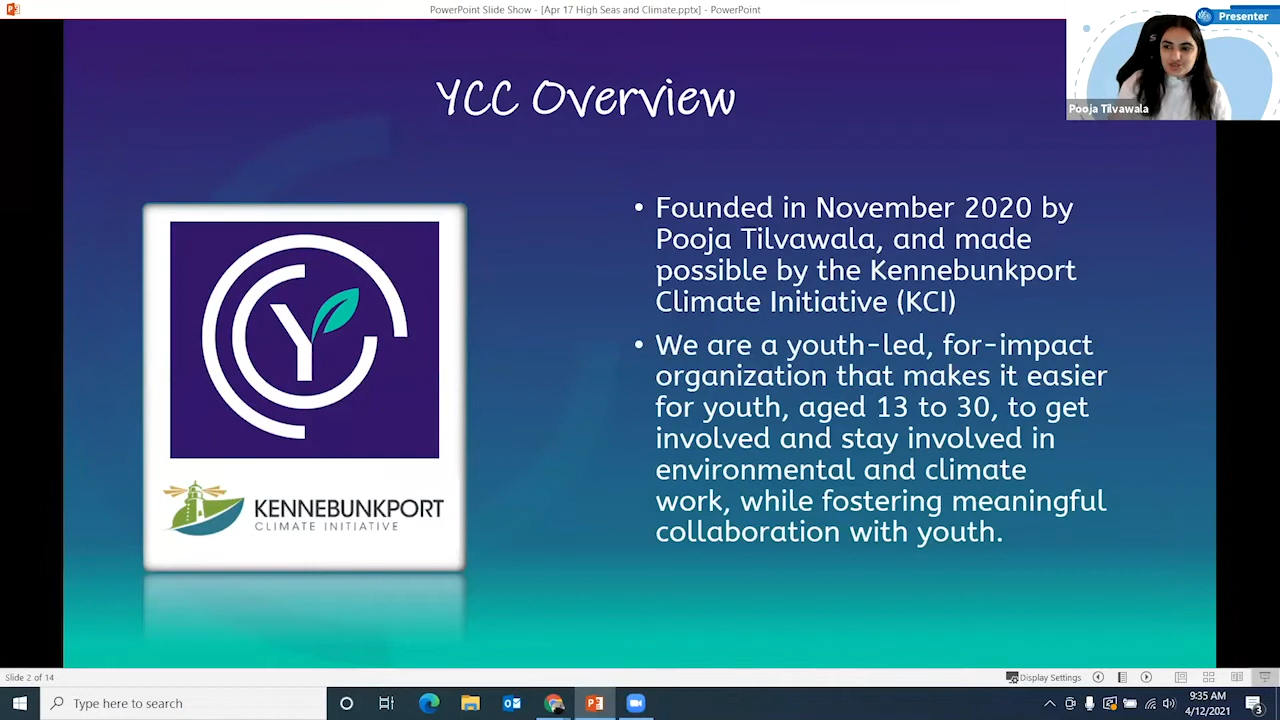 PowerPoint Slide Show - [Apr 17 High Seas and Climate.pptx] - PowerPoint
Presenter
Pooja Tilvawala
YCC Overview
• Founded in November 2020 by
Pooja Tilvawala, and made
possible by the Kennebunkport
Climate Initiative (KCI)
• We are a youth-led, for-impact
organization that makes it easier
for youth, aged 13 to 30, to get
involved and stay involved in
environmental and climate
work, while fostering meaningful
collaboration with youth.
Y
KENNEBUNKPORT
CLIMATE INITIATIVE
Slide 2 of 14
Display Settings
Type here to search
9:35 AM
4/12/2021
3